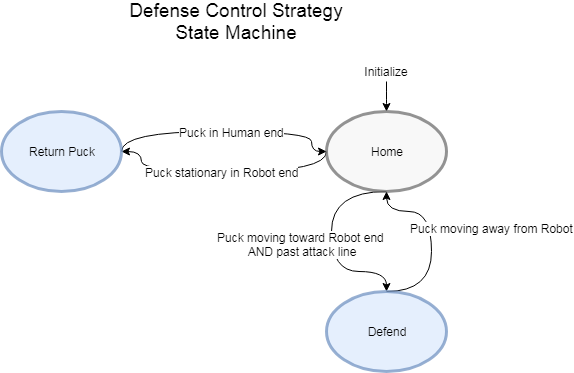 Defense Control Strategy
State Machine
Initialize
Puck in Human end
Return Puck
Home
Puck stationary in Robot end
Puck moving toward Robot end
AND past attack line
Puck moving away from Robot
Defend